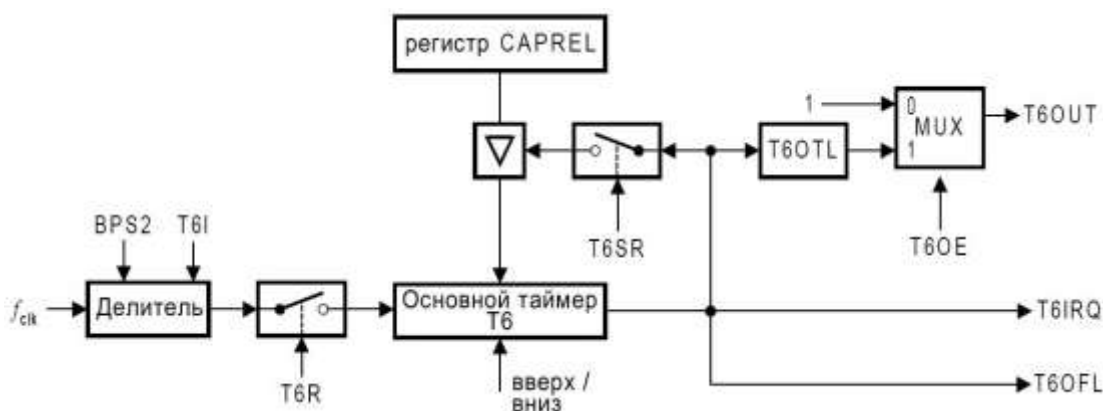 регистр CAPREL
1
0
MUX
1
T6OUT
T6OTL
BPS2
T6I
T6SR
T6OE
fclk
Делитель
Основной таймер
T6
T6IRQ
T6R
вверх /
вниз
T6OFL